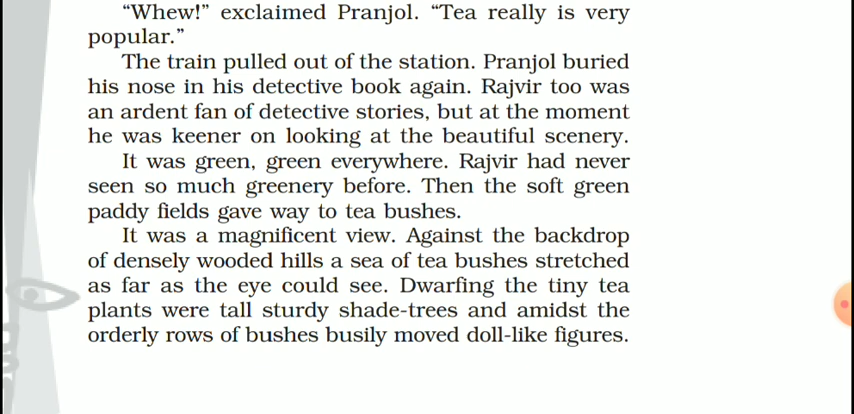 “Whew!” exclaimed Pranjol. “Tea really is very
popular.”
The train pulled out of the station. Pranjol buried
his nose in his detective book again. Rajvir too was
an ardent fan of detective stories, but at the moment
he was keener on looking at the beautiful scenery.
It was green, green everywhere. Rajvir had never
seen so much greenery before. Then the soft green
paddy fields gave way to tea bushes.
It was a magnificent view. Against the backdrop
of densely wooded hills a sea of tea bushes stretched
as far as the eye could see. Dwarfing the tiny tea
plants were tall sturdy shade-trees and amidst the
orderly rows of bushes busily moved doll-like figures.